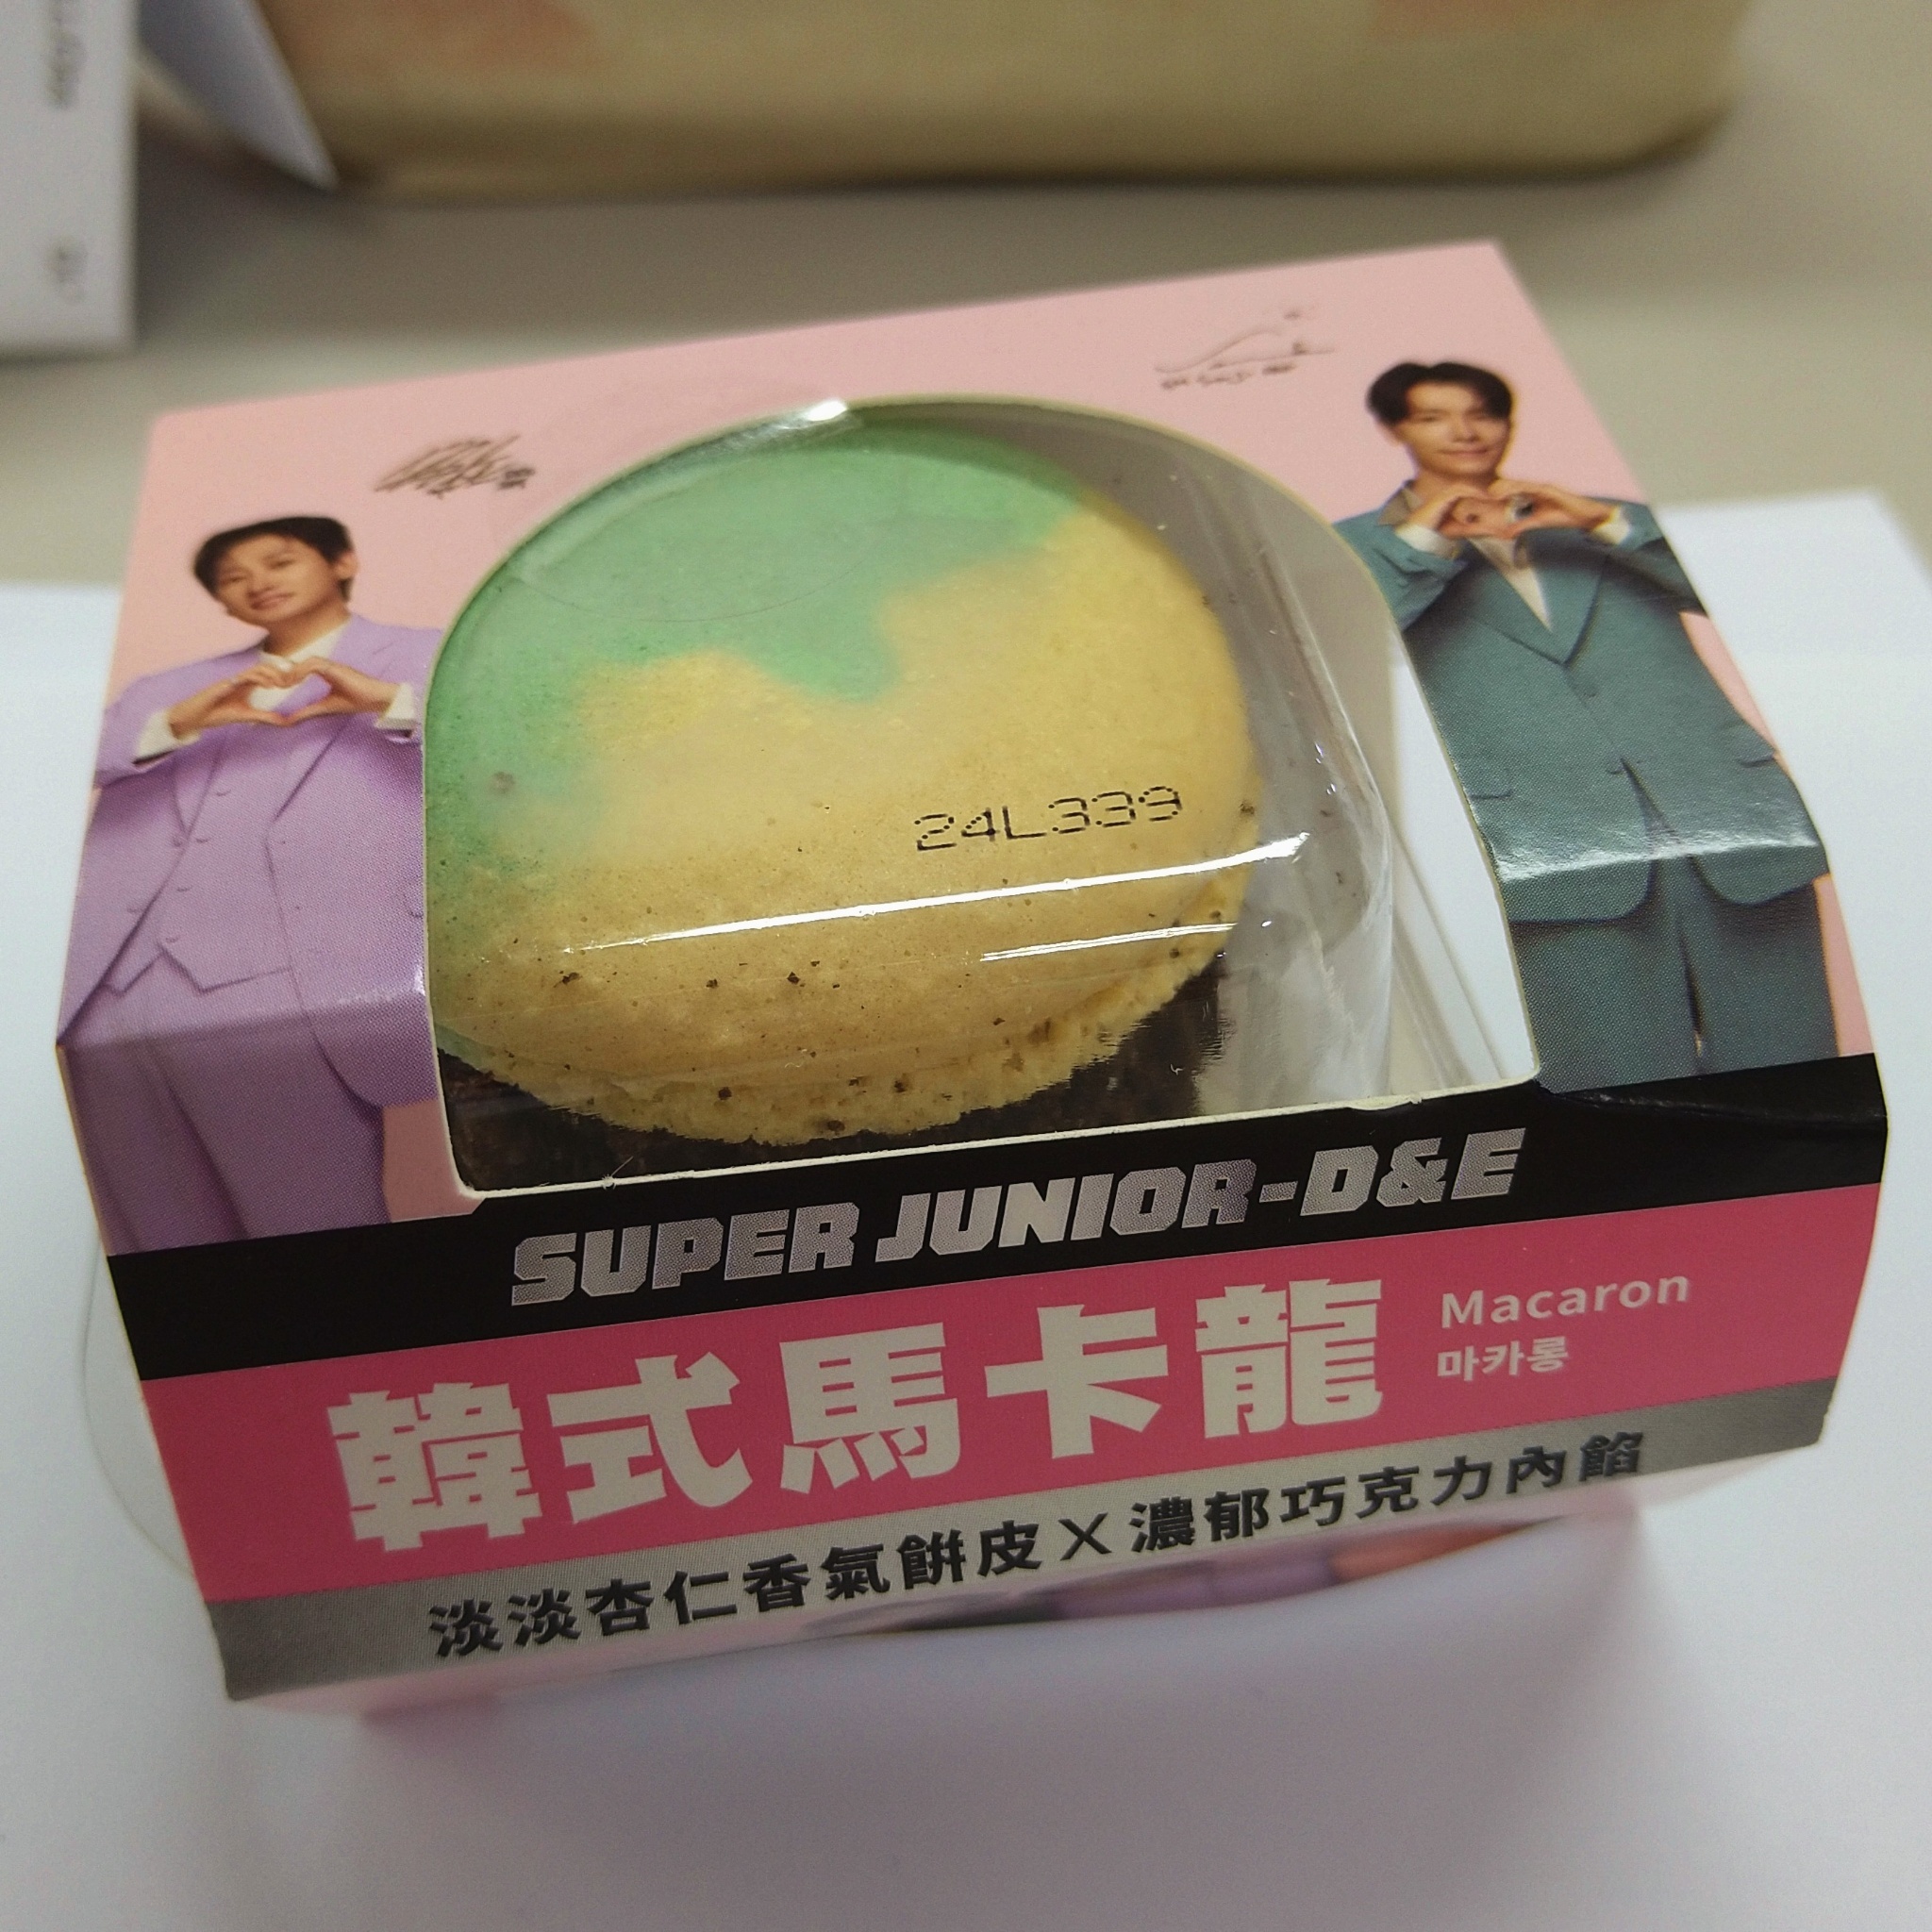 24L339
SUPER JUNIOR-D&E
韓式馬卡龍
Macaron
마카롱
淡淡杏仁香氣餅皮×濃郁巧克力內餡